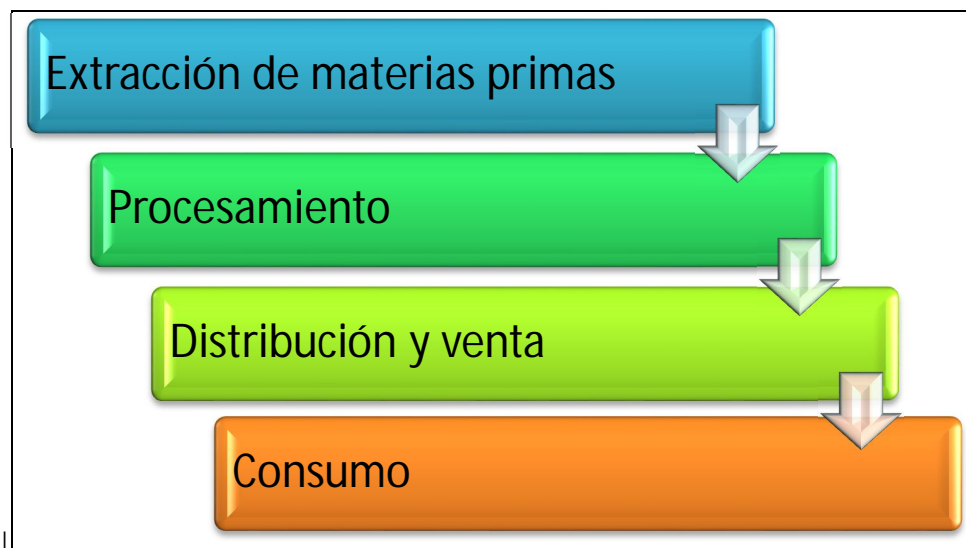 Extracción de materias primas
Procesamiento
Distribución y venta
Consumo